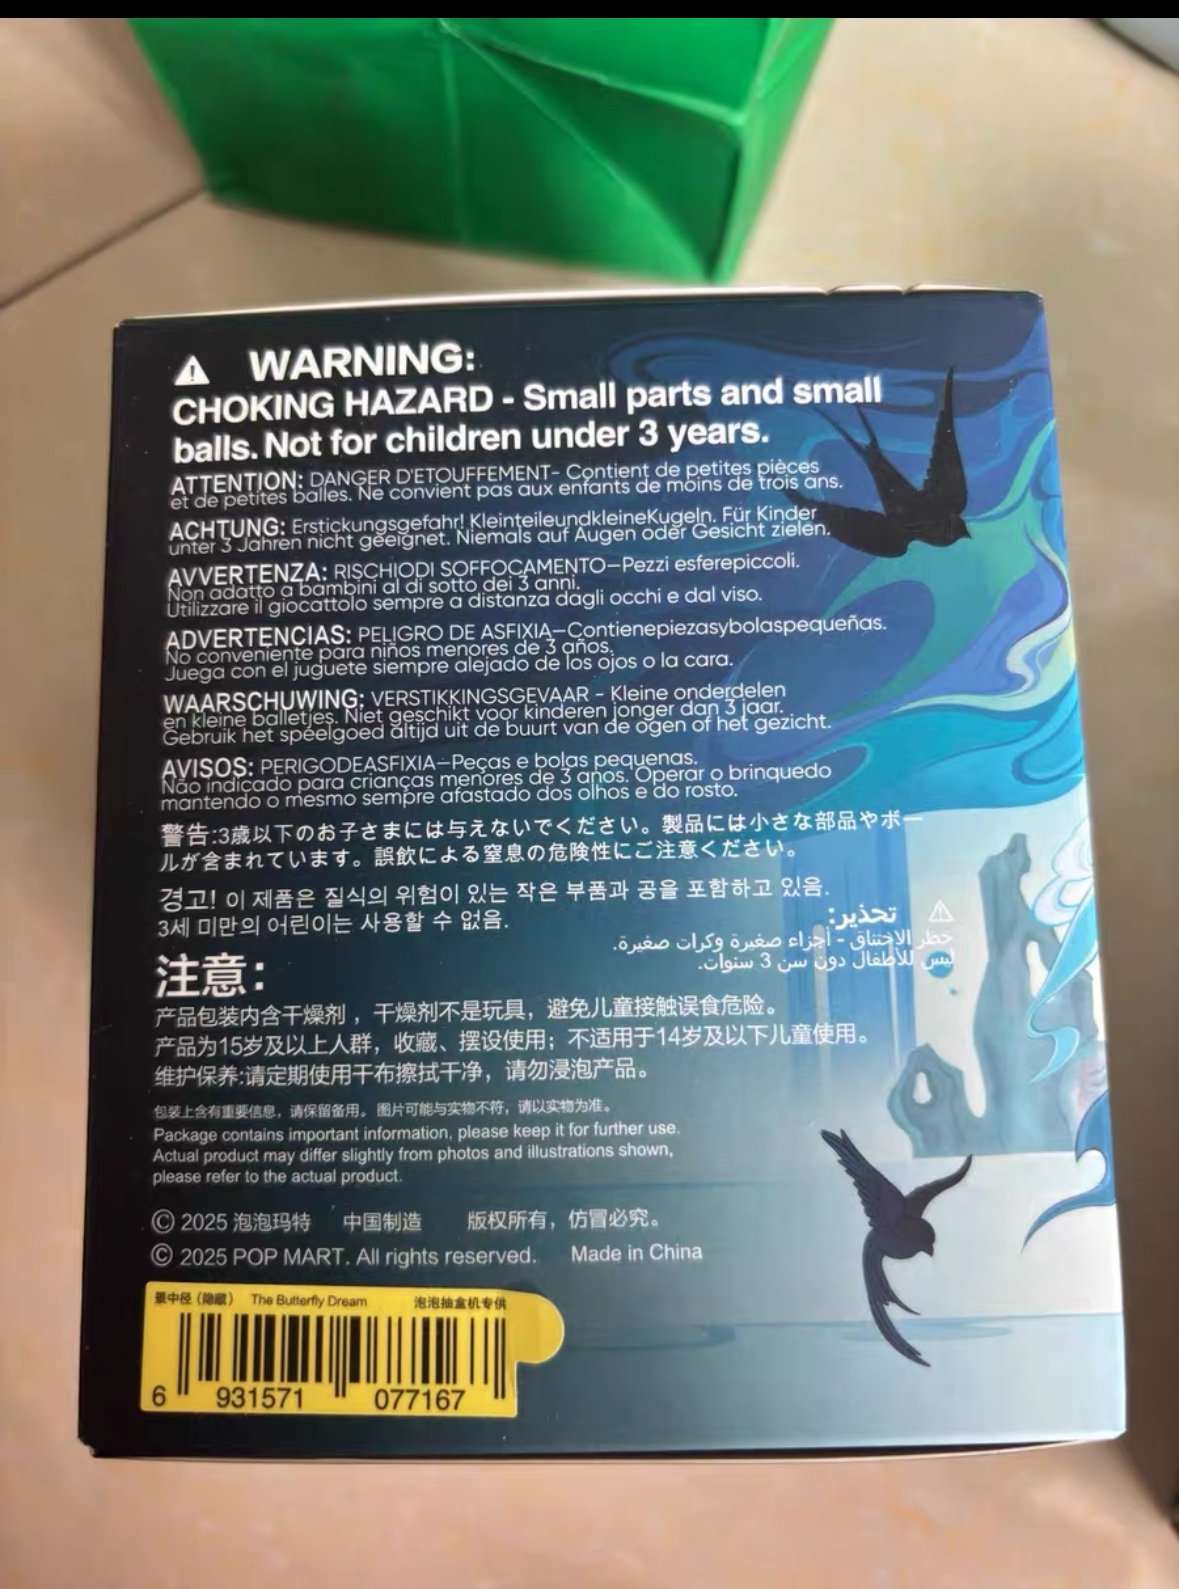 ⚠ WARNING:
CHOKING HAZARD - Small parts and small
balls. Not for children under 3 years.
ATTENTION: DANGER D'ETOUFFEMENT- Contient de petites pièces
et de petites balles. Ne convient pas aux enfants de moins de trois ans.
ACHTUNG: Erstickungsgefahr! KleinteileundkleineKugeln. Für Kinder
unter 3 Jahren nicht geeignet. Niemals auf Augen oder Gesicht zielen.
AVVERTENZA: RISCHIODI SOFFOCAMENTO—Pezzi esferepiccoli.
Non adatto a bambini al di sotto dei 3 anni.
Utilizzare il giocattolo sempre a distanza dagli occhi e dal viso.
ADVERTENCIAS: PELIGRO DE ASFIXIA—Contienepiezasybolaspequeñas.
No conveniente para niños menores de 3 años.
Juega con el juguete siempre alejado de los ojos o la cara.
WAARSCHUWING: VERSTIKKINGSGEVAAR - Kleine onderdelen
en kleine balletjes. Niet geschikt voor kinderen jonger dan 3 jaar.
Gebruik het speelgoed altijd uit de buurt van de ogen of het gezicht.
AVISOS: PERIGODEASFIXIA—Peças e bolas pequenas.
Não indicado para crianças menores de 3 anos. Operar o brinquedo
mantendo o mesmo sempre afastado dos olhos e do rosto.
警告:3歳以下のお子さまには与えないでください。製品には小さな部品やボー
ルが含まれています。誤飲による窒息の危険性にご注意ください。
경고! 이 제품은 질식의 위험이 있는 작은 부품과 공을 포함하고 있음.
3세 미만의 어린이는 사용할 수 없음.
⚠ تحذير:
خطر الاختناق - أجزاء صغيرة وكرات صغيرة.
ليس للأطفال دون سن 3 سنوات.
注意：
产品包装内含干燥剂，干燥剂不是玩具，避免儿童接触误食危险。
产品为15岁及以上人群，收藏、摆设使用；不适用于14岁及以下儿童使用。
维护保养:请定期使用干布擦拭干净，请勿浸泡产品。
包装上含有重要信息，请保留备用。图片可能与实物不符，请以实物为准。
Package contains important information, please keep it for further use.
Actual product may differ slightly from photos and illustrations shown,
please refer to the actual product.
© 2025 泡泡玛特 中国制造 版权所有，仿冒必究。
© 2025 POP MART. All rights reserved. Made in China
景中径（隐藏） The Butterfly Dream 泡泡抽盒机专供
6 931571 077167